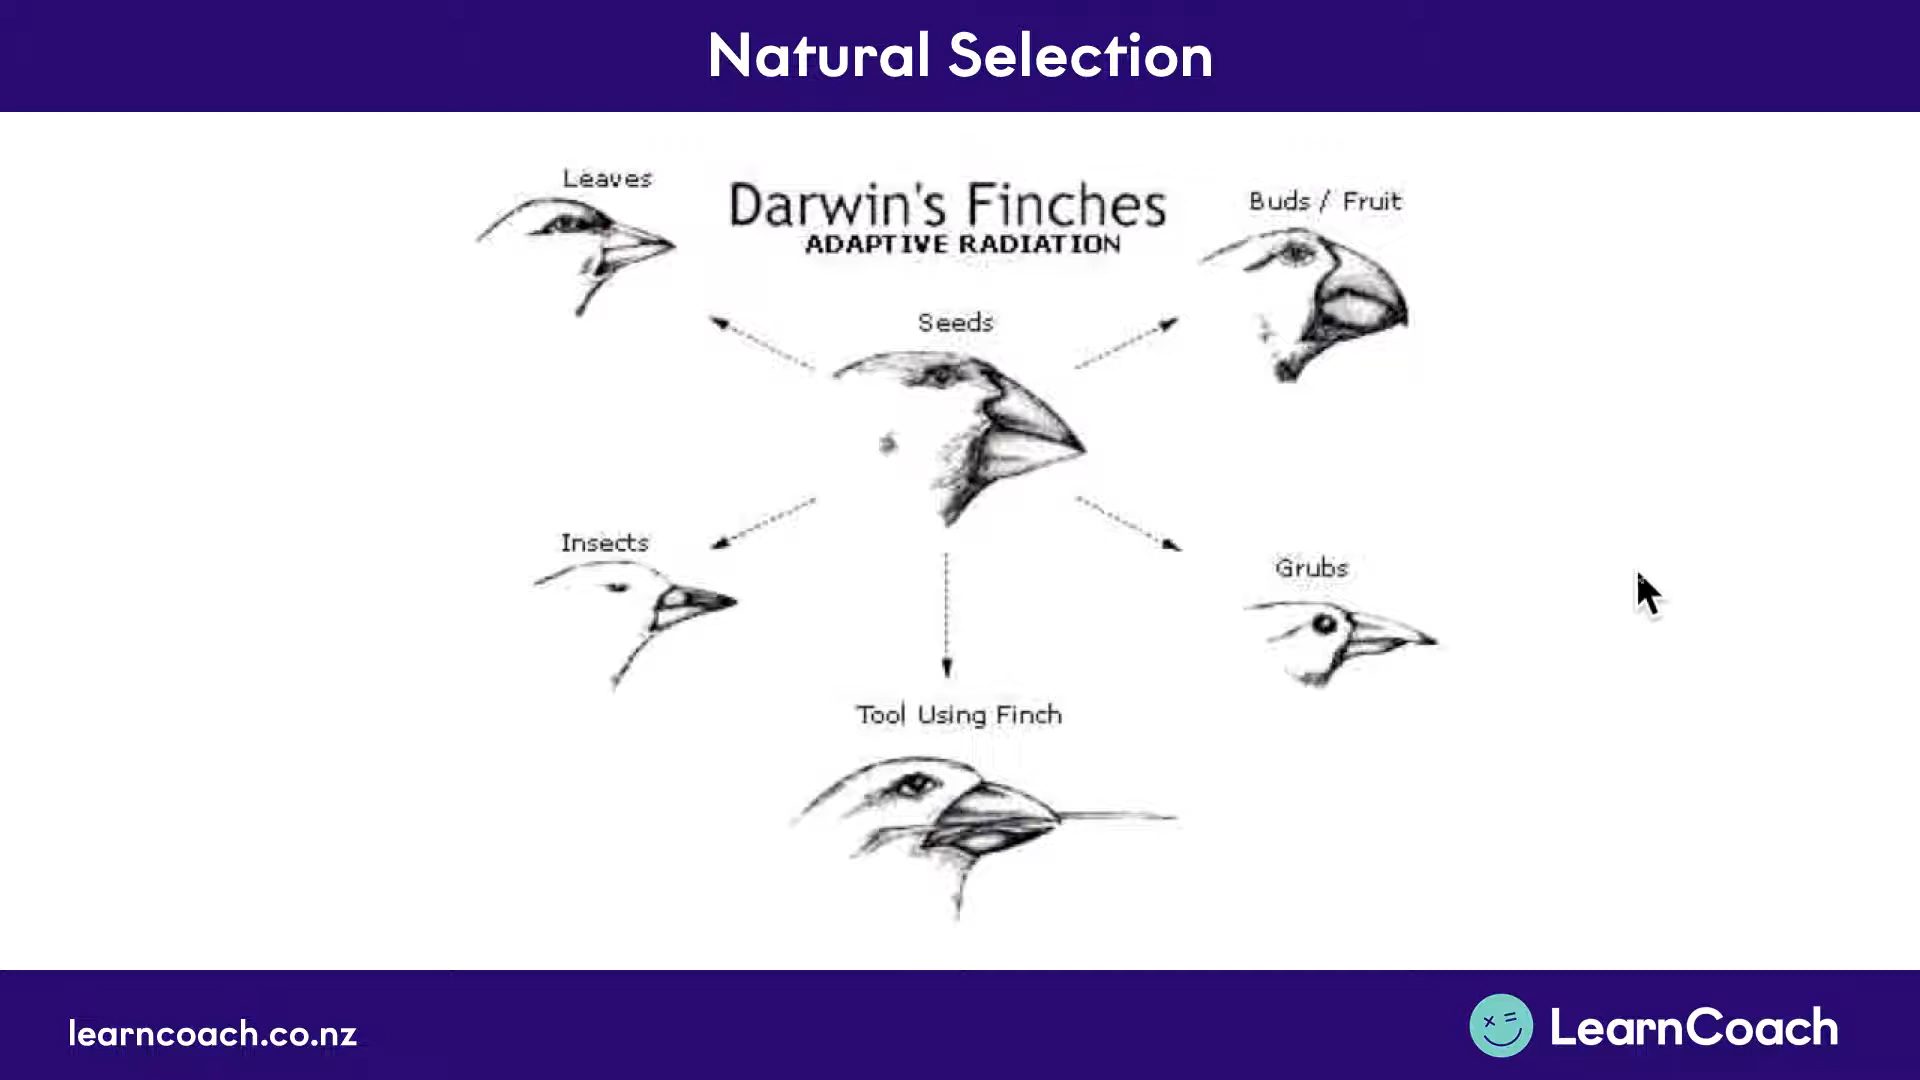 Natural Selection
Leaves
Darwin's Finches
ADAPTIVE RADIATION
Buds / Fruit
Seeds
Insects
Grubs
Tool Using Finch
learncoach.co.nz
LearnCoach